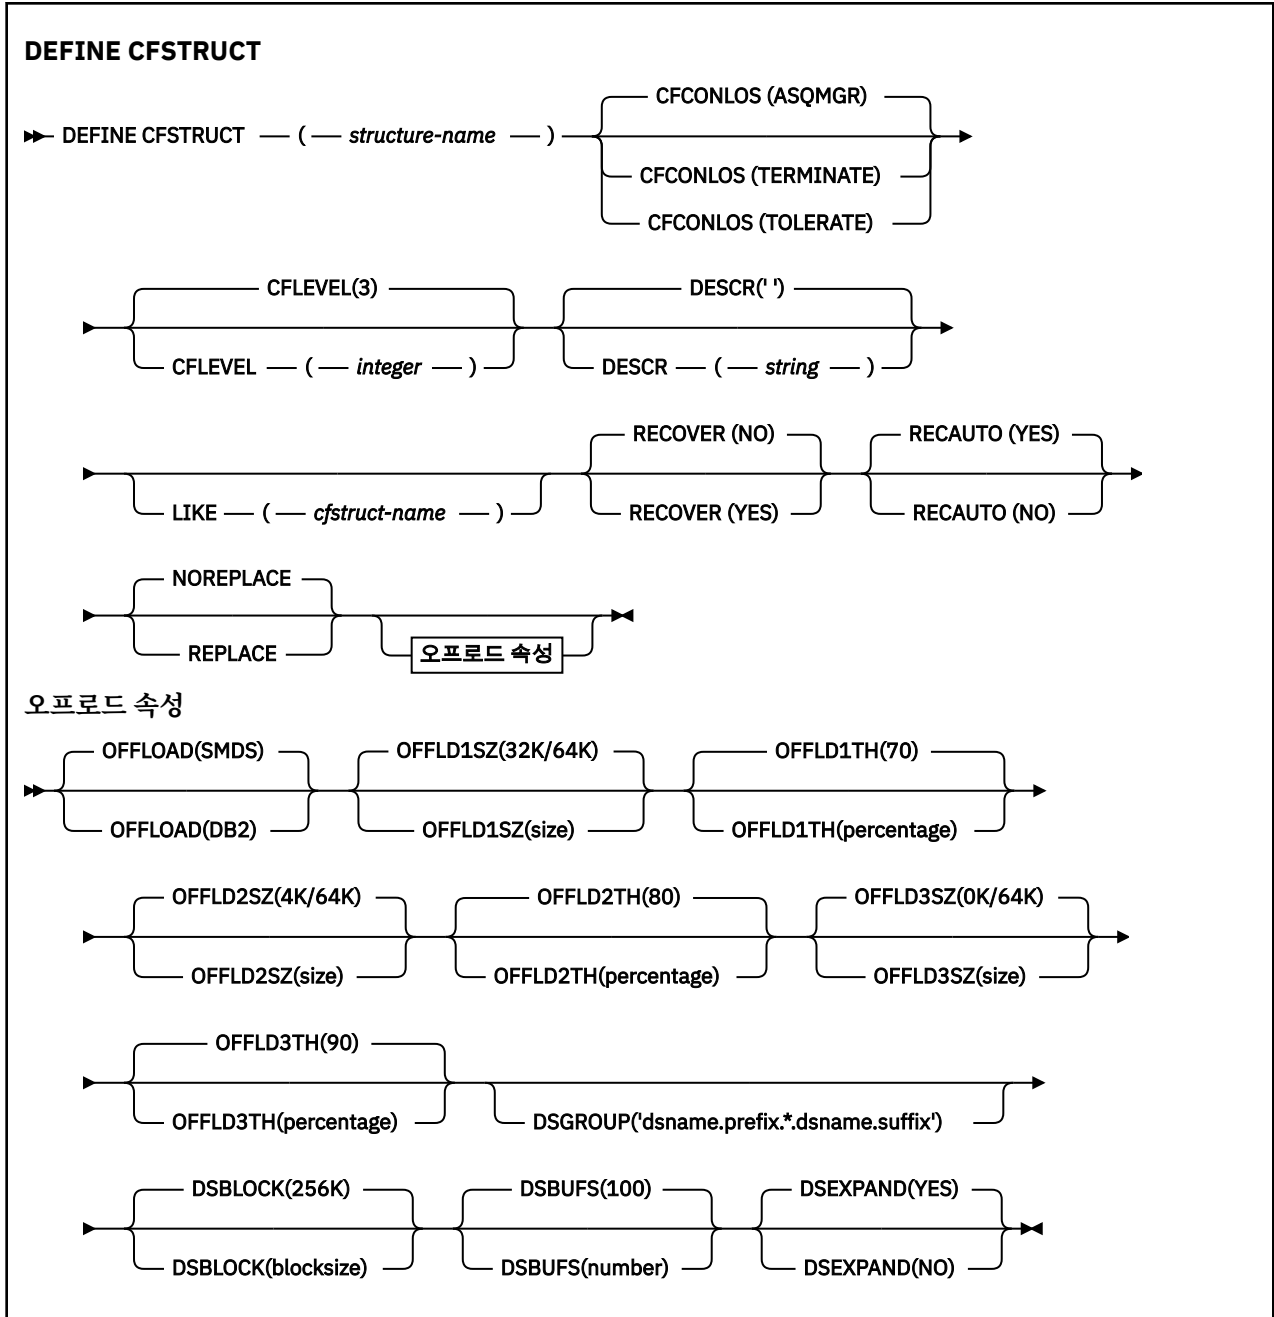 DEFINE CFSTRUCT
CFCONLOS (ASQMGR)
DEFINE CFSTRUCT ( structure-name )
CFCONLOS (TERMINATE)
CFCONLOS (TOLERATE)
CFLEVEL(3) DESCR(' ')
CFLEVEL ( integer ) DESCR ( string )
RECOVER (NO) RECAUTO (YES)
LIKE ( cfstruct-name ) RECOVER (YES) RECAUTO (NO)
NOREPLACE
REPLACE 오프로드 속성
오프로드 속성
OFFLOAD(SMDS) OFFLD1SZ(32K/64K) OFFLD1TH(70)
OFFLOAD(DB2) OFFLD1SZ(size) OFFLD1TH(percentage)
OFFLD2SZ(4K/64K) OFFLD2TH(80) OFFLD3SZ(0K/64K)
OFFLD2SZ(size) OFFLD2TH(percentage) OFFLD3SZ(size)
OFFLD3TH(90)
OFFLD3TH(percentage) DSGROUP('dsname.prefix.*.dsname.suffix')
DSBLOCK(256K) DSBUFS(100) DSEXPAND(YES)
DSBLOCK(blocksize) DSBUFS(number) DSEXPAND(NO)